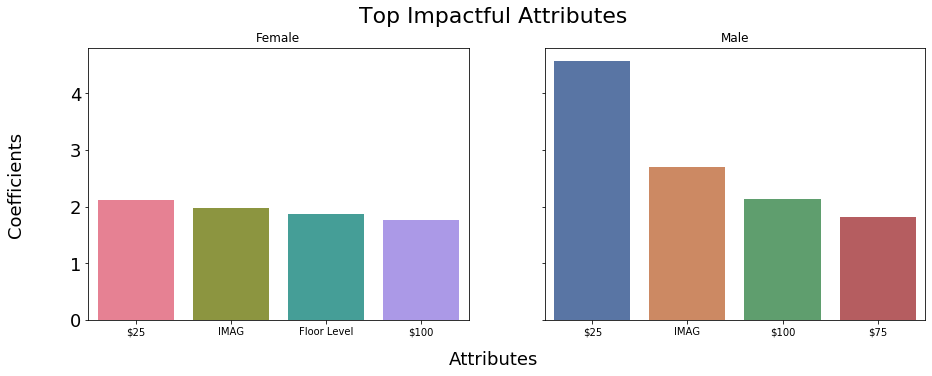 Top Impactful Attributes
Female
Male
Coefficients
4
3
2
1
0
$25 IMAG Floor Level $100
$25 IMAG $100 $75
Attributes